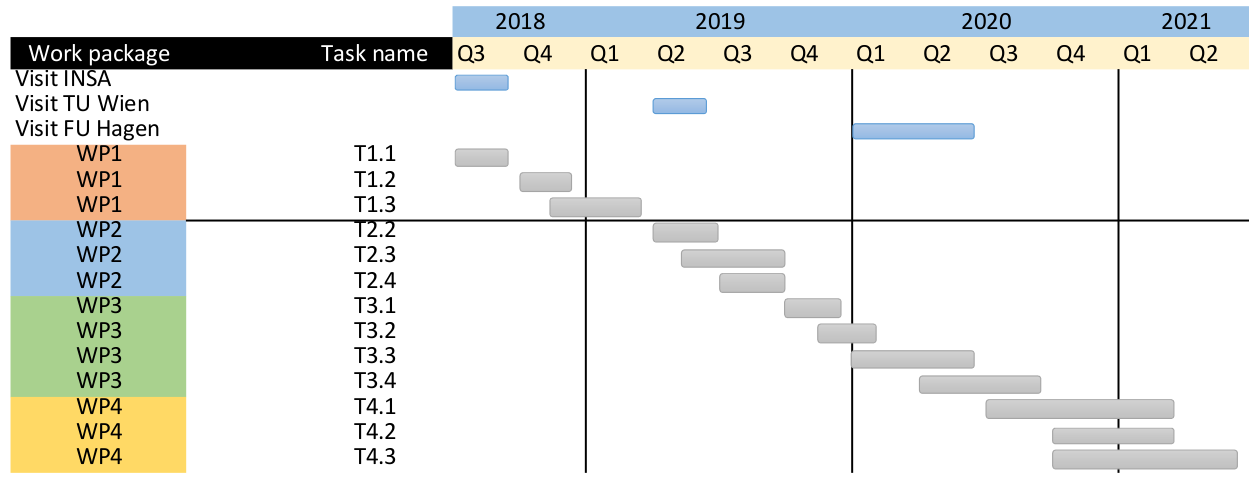 2018 2019 2020 2021
Work package Task name Q3 Q4 Q1 Q2 Q3 Q4 Q1 Q2 Q3 Q4 Q1 Q2
Visit INSA
Visit TU Wien
Visit FU Hagen
WP1 T1.1
WP1 T1.2
WP1 T1.3
WP2 T2.2
WP2 T2.3
WP2 T2.4
WP3 T3.1
WP3 T3.2
WP3 T3.3
WP3 T3.4
WP4 T4.1
WP4 T4.2
WP4 T4.3